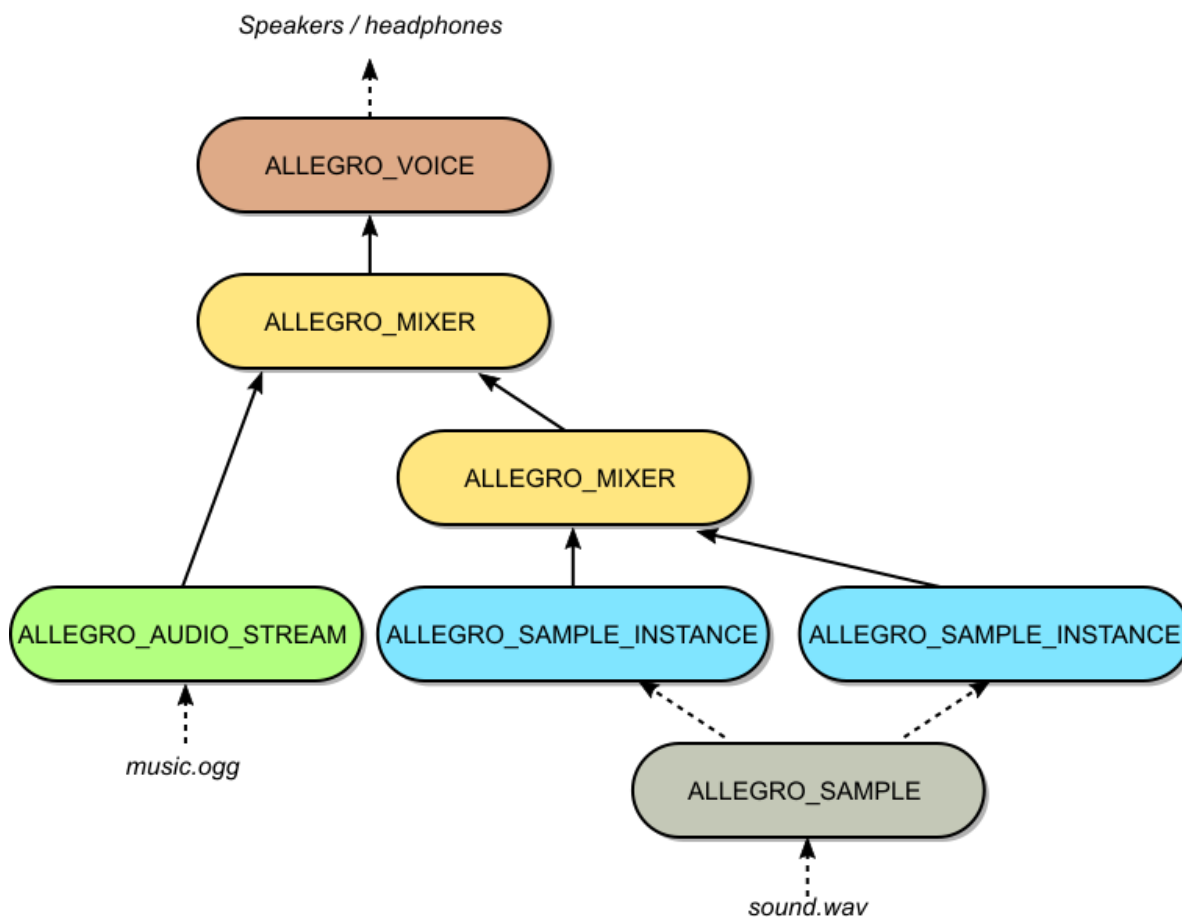 Speakers / headphones
ALLEGRO_VOICE
ALLEGRO_MIXER
ALLEGRO_MIXER
ALLEGRO_AUDIO_STREAM
ALLEGRO_SAMPLE_INSTANCE
ALLEGRO_SAMPLE_INSTANCE
music.ogg
ALLEGRO_SAMPLE
sound.wav